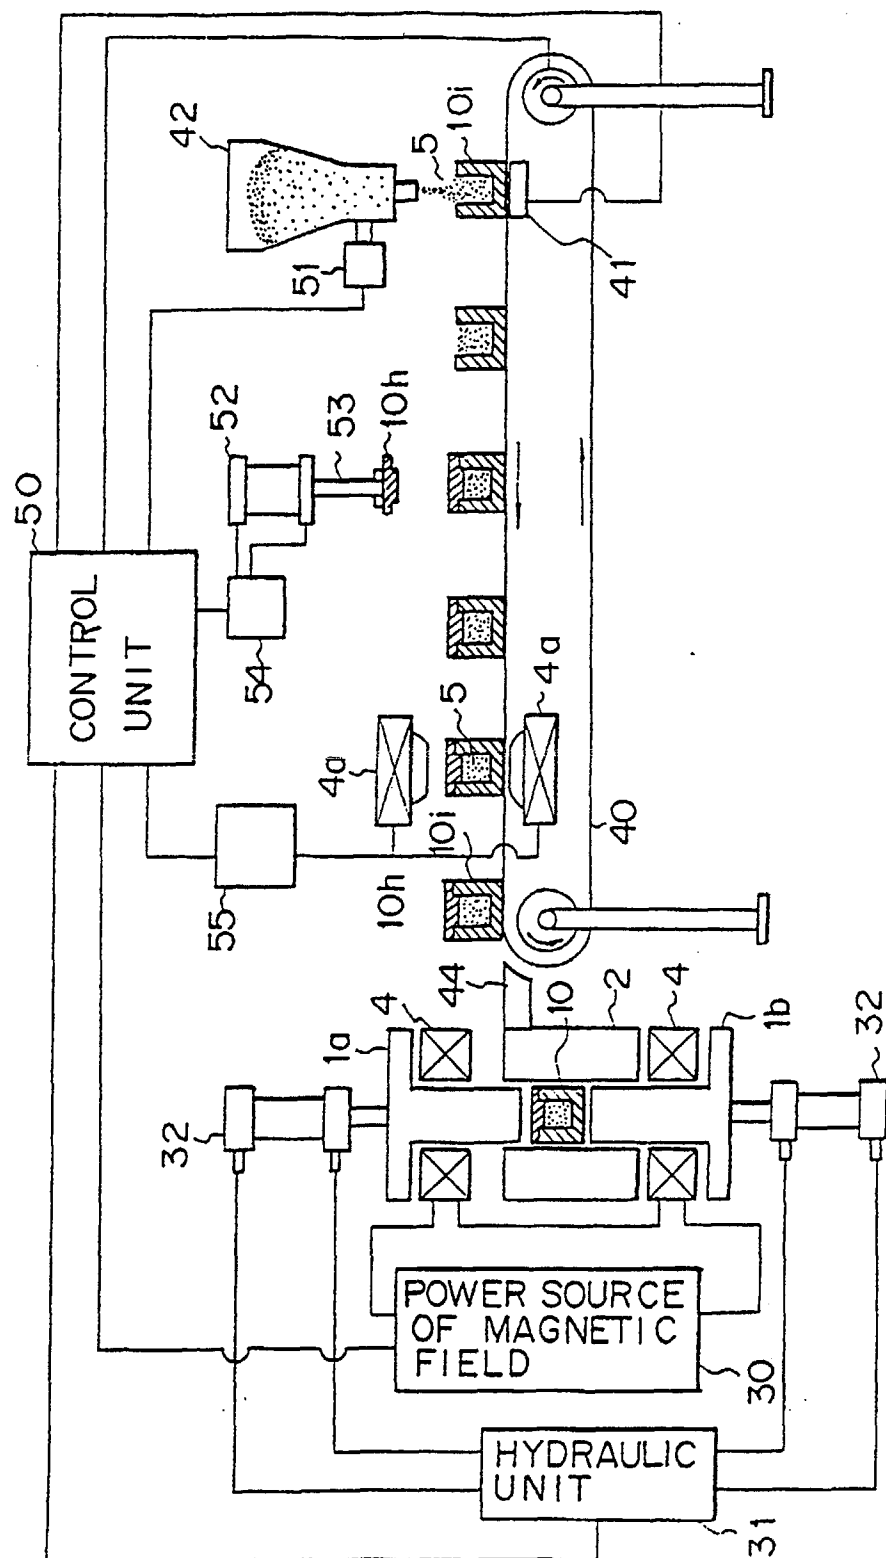 42
5
10i
51
41
52
53
10h
50
CONTROL
UNIT
54
4a
5
4a
55
10h
10i
40
44
4
1a
10
2
4
1b
32
32
POWER SOURCE
OF MAGNETIC
FIELD
30
HYDRAULIC
UNIT
31